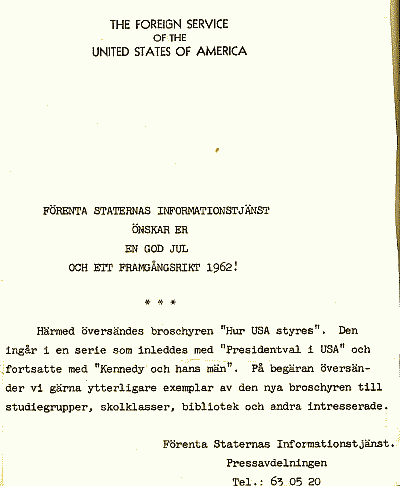 THE FOREIGN SERVICE
OF THE
UNITED STATES OF AMERICA
FÖRENTA STATERNAS INFORMATIONSTJÄNST
ÖNSKAR ER
EN GOD JUL
OCH ETT FRAMGÅNGSRIKT 1962!
* * *
Härmed översändes broschyren "Hur USA styres". Den
ingår i en serie som inleddes med "Presidentval i USA" och
fortsatte med "Kennedy och hans män". På begäran översän-
der vi gärna ytterligare exemplar av den nya broschyren till
studiegrupper, skolklasser, bibliotek och andra intresserade.
Förenta Staternas Informationstjänst.
Pressavdelningen
Tel.: 63 05 20